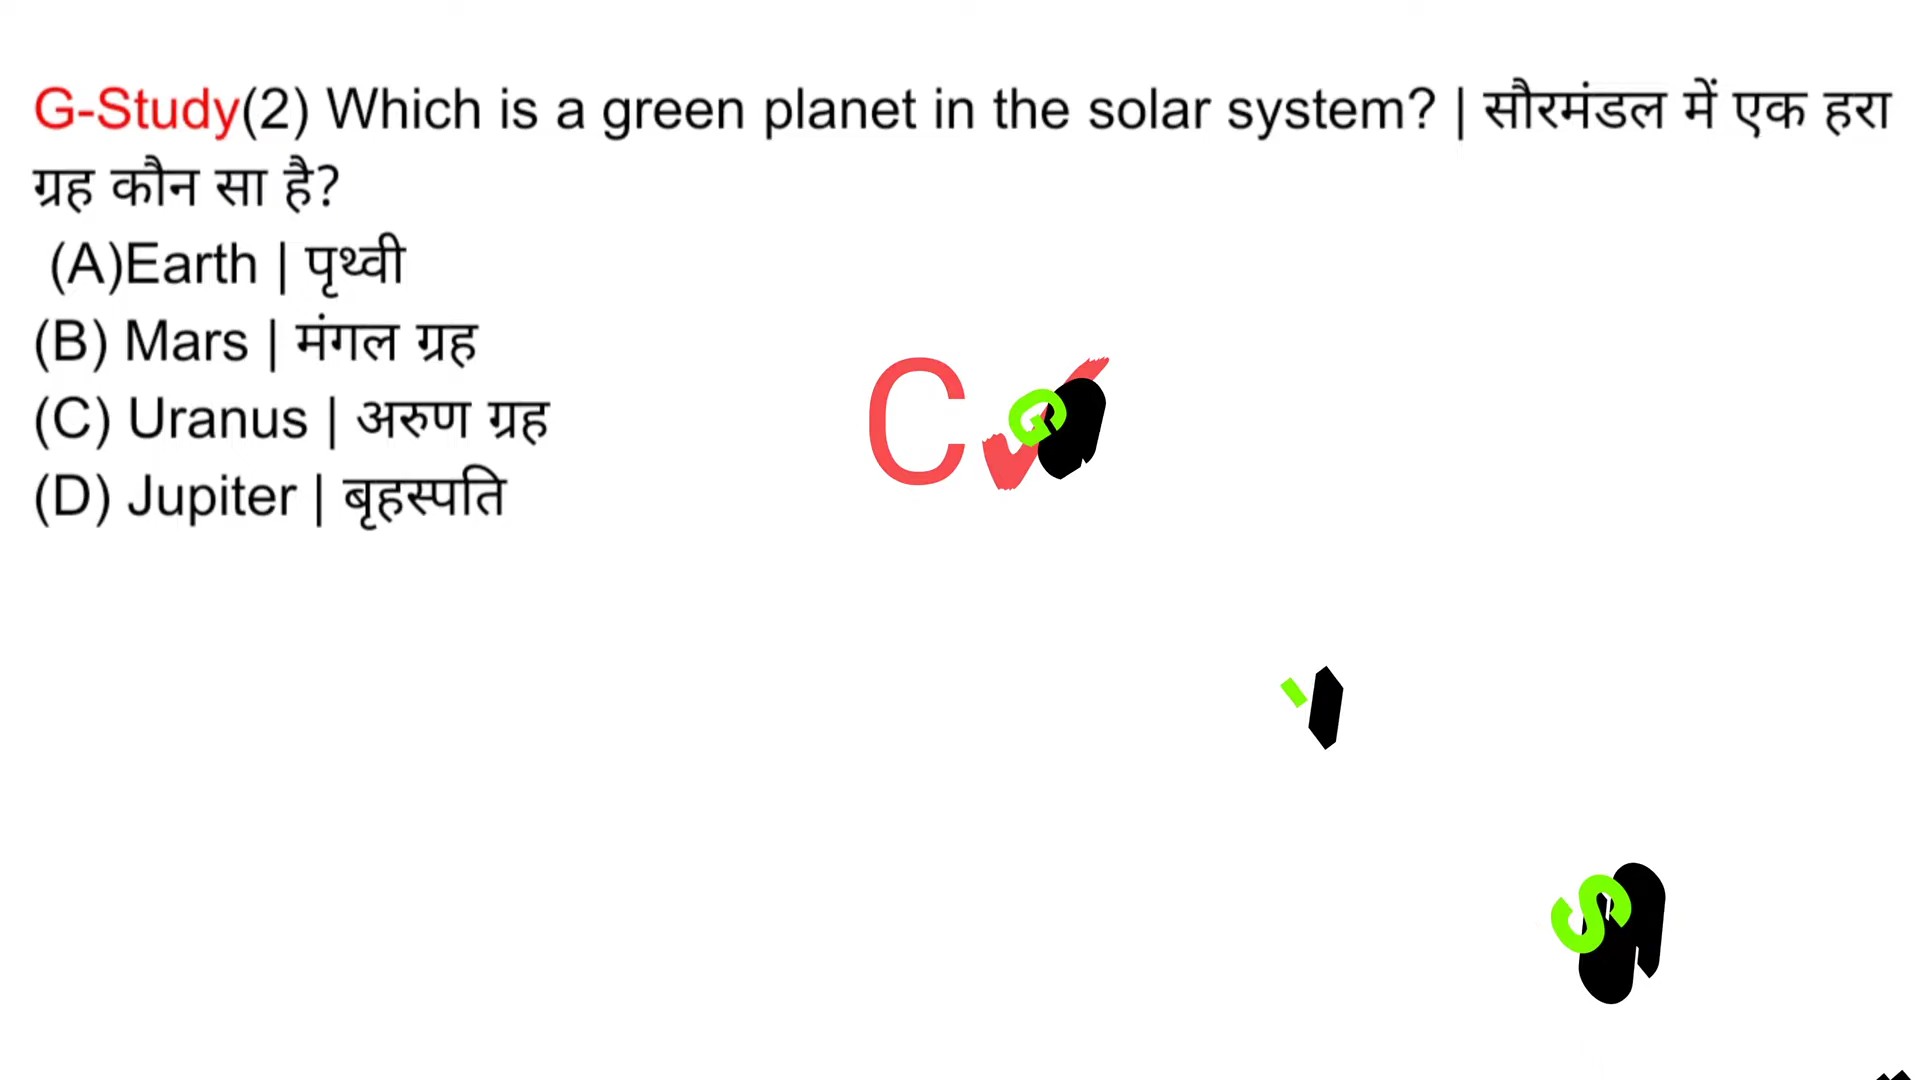 G-Study(2) Which is a green planet in the solar system? | सौरमंडल में एक हरा
ग्रह कौन सा है?
(A)Earth | पृथ्वी
(B) Mars | मंगल ग्रह
(C) Uranus | अरुण ग्रह
(D) Jupiter | बृहस्पति
C ✓
G
-
S